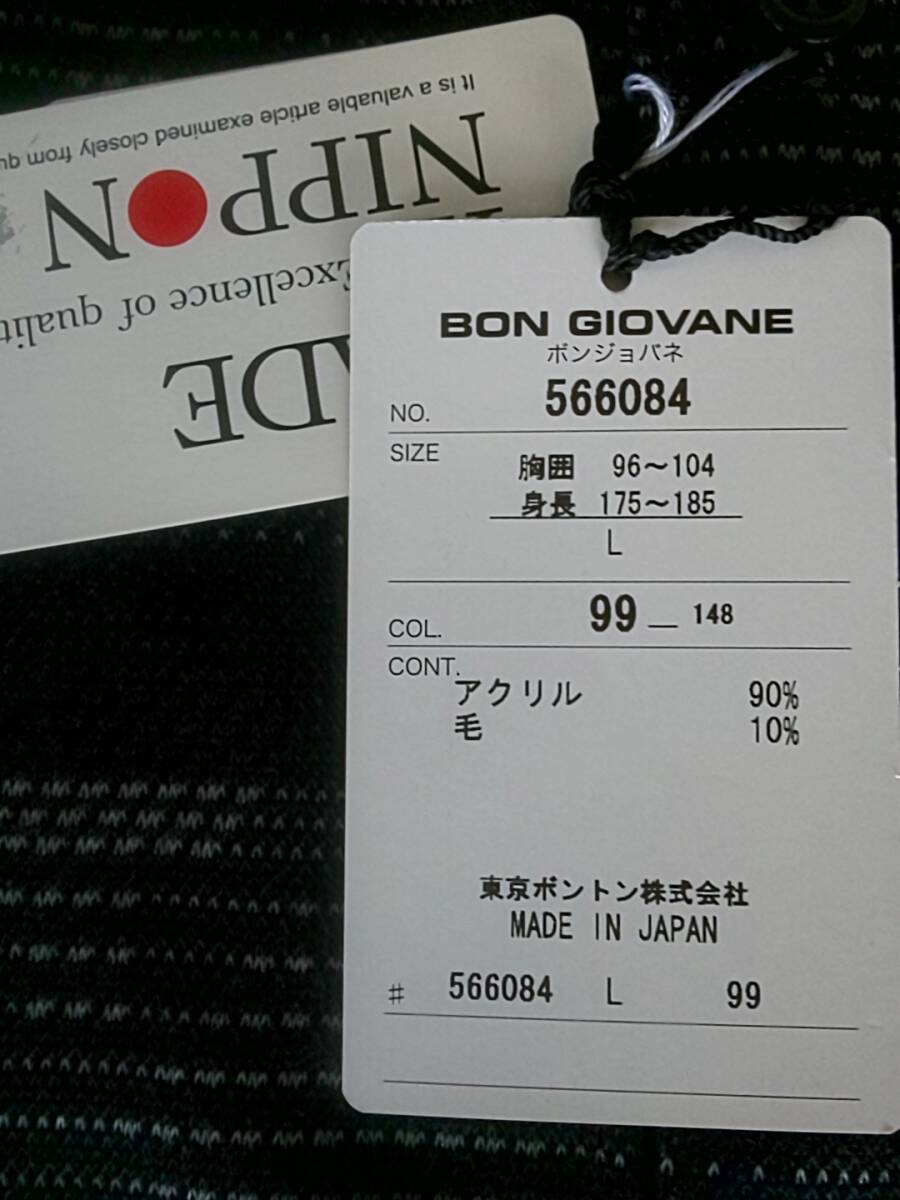 BON GIOVANE
ボンジョバネ
NO. 566084
SIZE 胸囲 96〜104
身長 175〜185
L
COL. 99 — 148
CONT.
アクリル 90%
毛 10%
東京ボントン株式会社
MADE IN JAPAN
# 566084 L 99
ADE
Excellence of qualit
NIPPON
It is a valuable article examined closely from qu